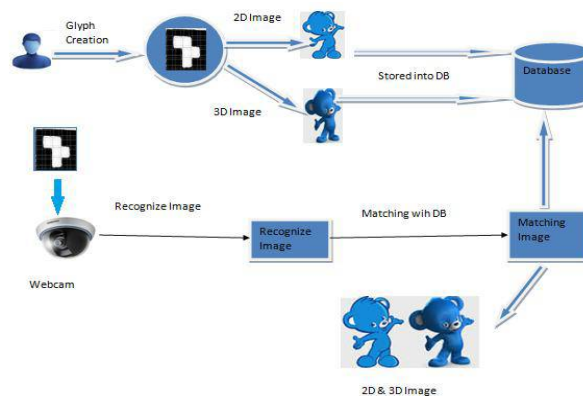 Glyph
Creation
2D Image
3D Image
Stored into DB
Database
Recognize Image
Webcam
Recognize
Image
Matching wih DB
Matching
Image
2D & 3D Image